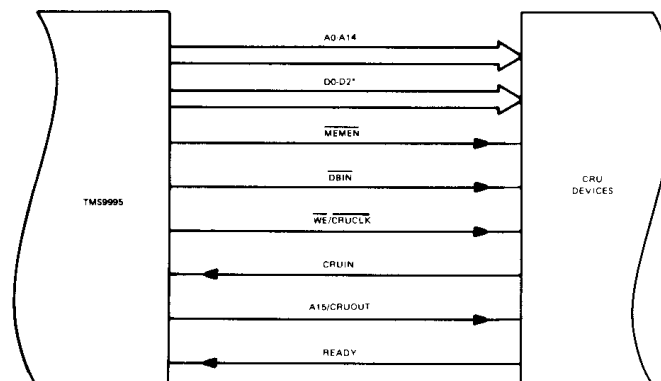 A0-A14
D0-D2*
MEMEN
DBIN
TMS9995
CRU
DEVICES
WE/CRUCLK
CRUIN
A15/CRUOUT
READY